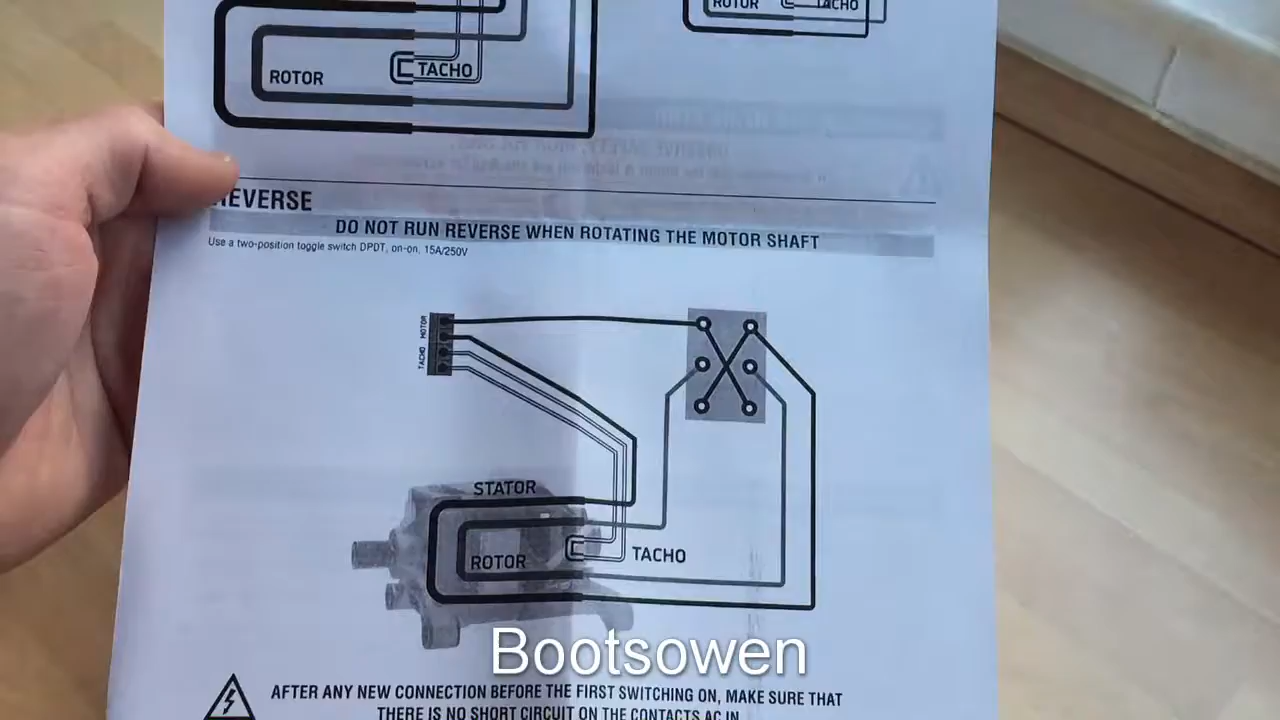 ROTOR
TACHO
ROTOR
TACHO
REVERSE
DO NOT RUN REVERSE WHEN ROTATING THE MOTOR SHAFT
Use a two-position toggle switch DPDT, on-on, 15A/250V
MOTOR
TACHO
STATOR
ROTOR
TACHO
Bootsowen
AFTER ANY NEW CONNECTION BEFORE THE FIRST SWITCHING ON, MAKE SURE THAT
THERE IS NO SHORT CIRCUIT ON THE CONTACTS AC IN